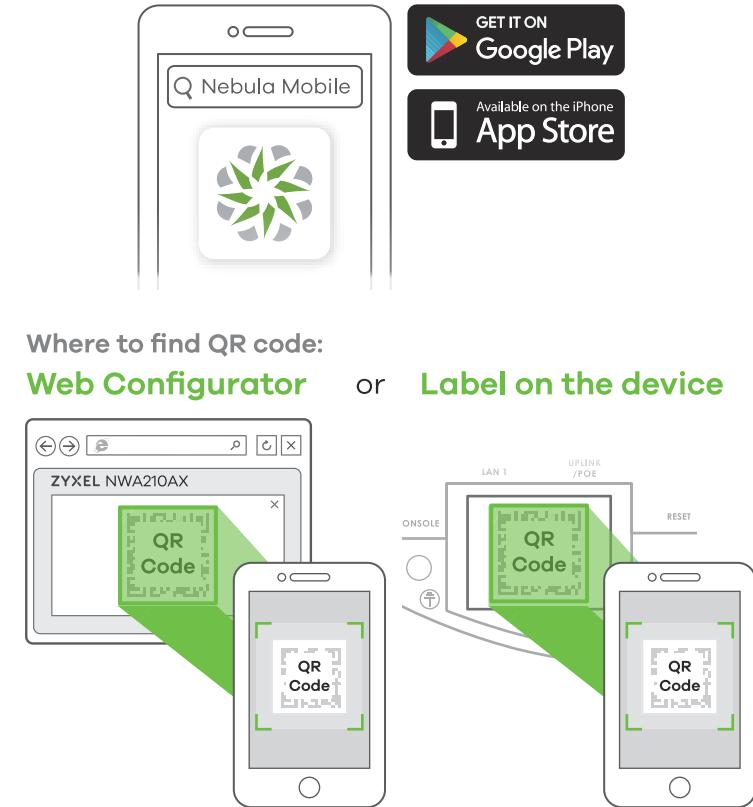 GET IT ON
Google Play
Nebula Mobile
Available on the iPhone
App Store
Where to find QR code:
Web Configurator or Label on the device
ZYXEL NWA210AX
QR
Code
QR
Code
LAN 1
UPLINK
/POE
ONSOLE
RESET
QR
Code
QR
Code